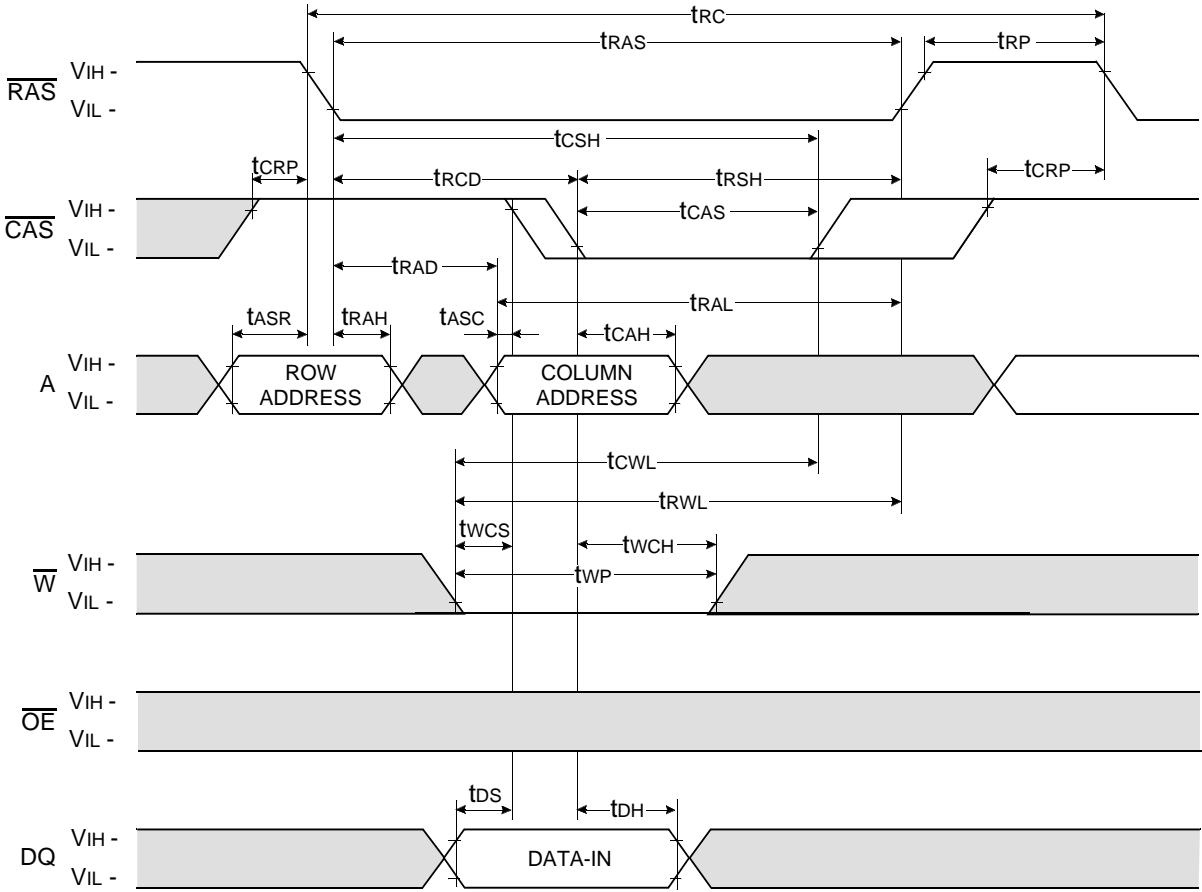 tRC
tRAS
tRP
RAS
VIH -
VIL -
tCSH
tCRP
tRCD
tRSH
tCRP
CAS
VIH -
VIL -
tCAS
tRAD
tRAL
tASR
tRAH
tASC
tCAH
A
VIH -
VIL -
ROW
ADDRESS
COLUMN
ADDRESS
tCWL
tRWL
tWCS
tWCH
W
VIH -
VIL -
tWP
OE
VIH -
VIL -
tDS
tDH
DQ
VIH -
VIL -
DATA-IN